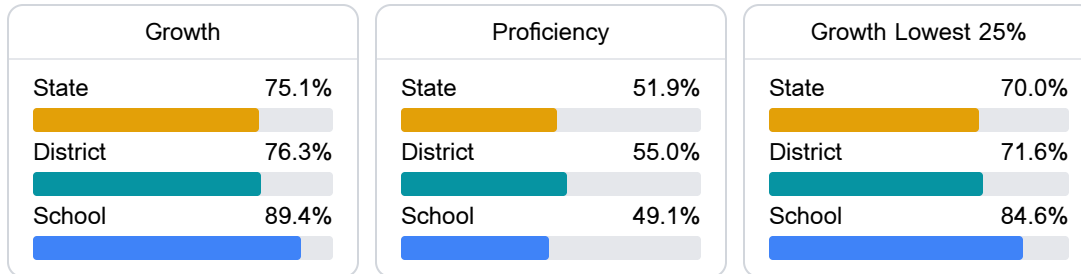 Growth
State 75.1%
District 76.3%
School 89.4%
Proficiency
State 51.9%
District 55.0%
School 49.1%
Growth Lowest 25%
State 70.0%
District 71.6%
School 84.6%